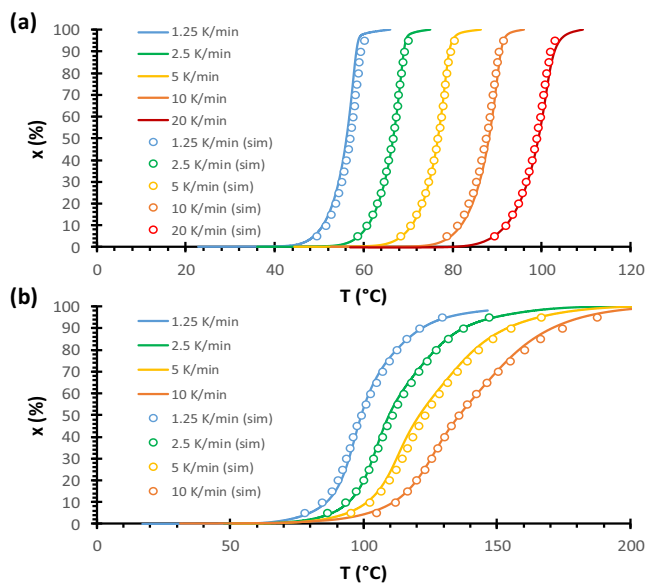 (a)
x (%)
100
90
80
70
60
50
40
30
20
10
0
1.25 K/min
2.5 K/min
5 K/min
10 K/min
20 K/min
1.25 K/min (sim)
2.5 K/min (sim)
5 K/min (sim)
10 K/min (sim)
20 K/min (sim)
0 20 40 60 80 100 120
T (°C)
(b)
x (%)
100
90
80
70
60
50
40
30
20
10
0
1.25 K/min
2.5 K/min
5 K/min
10 K/min
1.25 K/min (sim)
2.5 K/min (sim)
5 K/min (sim)
10 K/min (sim)
0 50 100 150 200
T (°C)